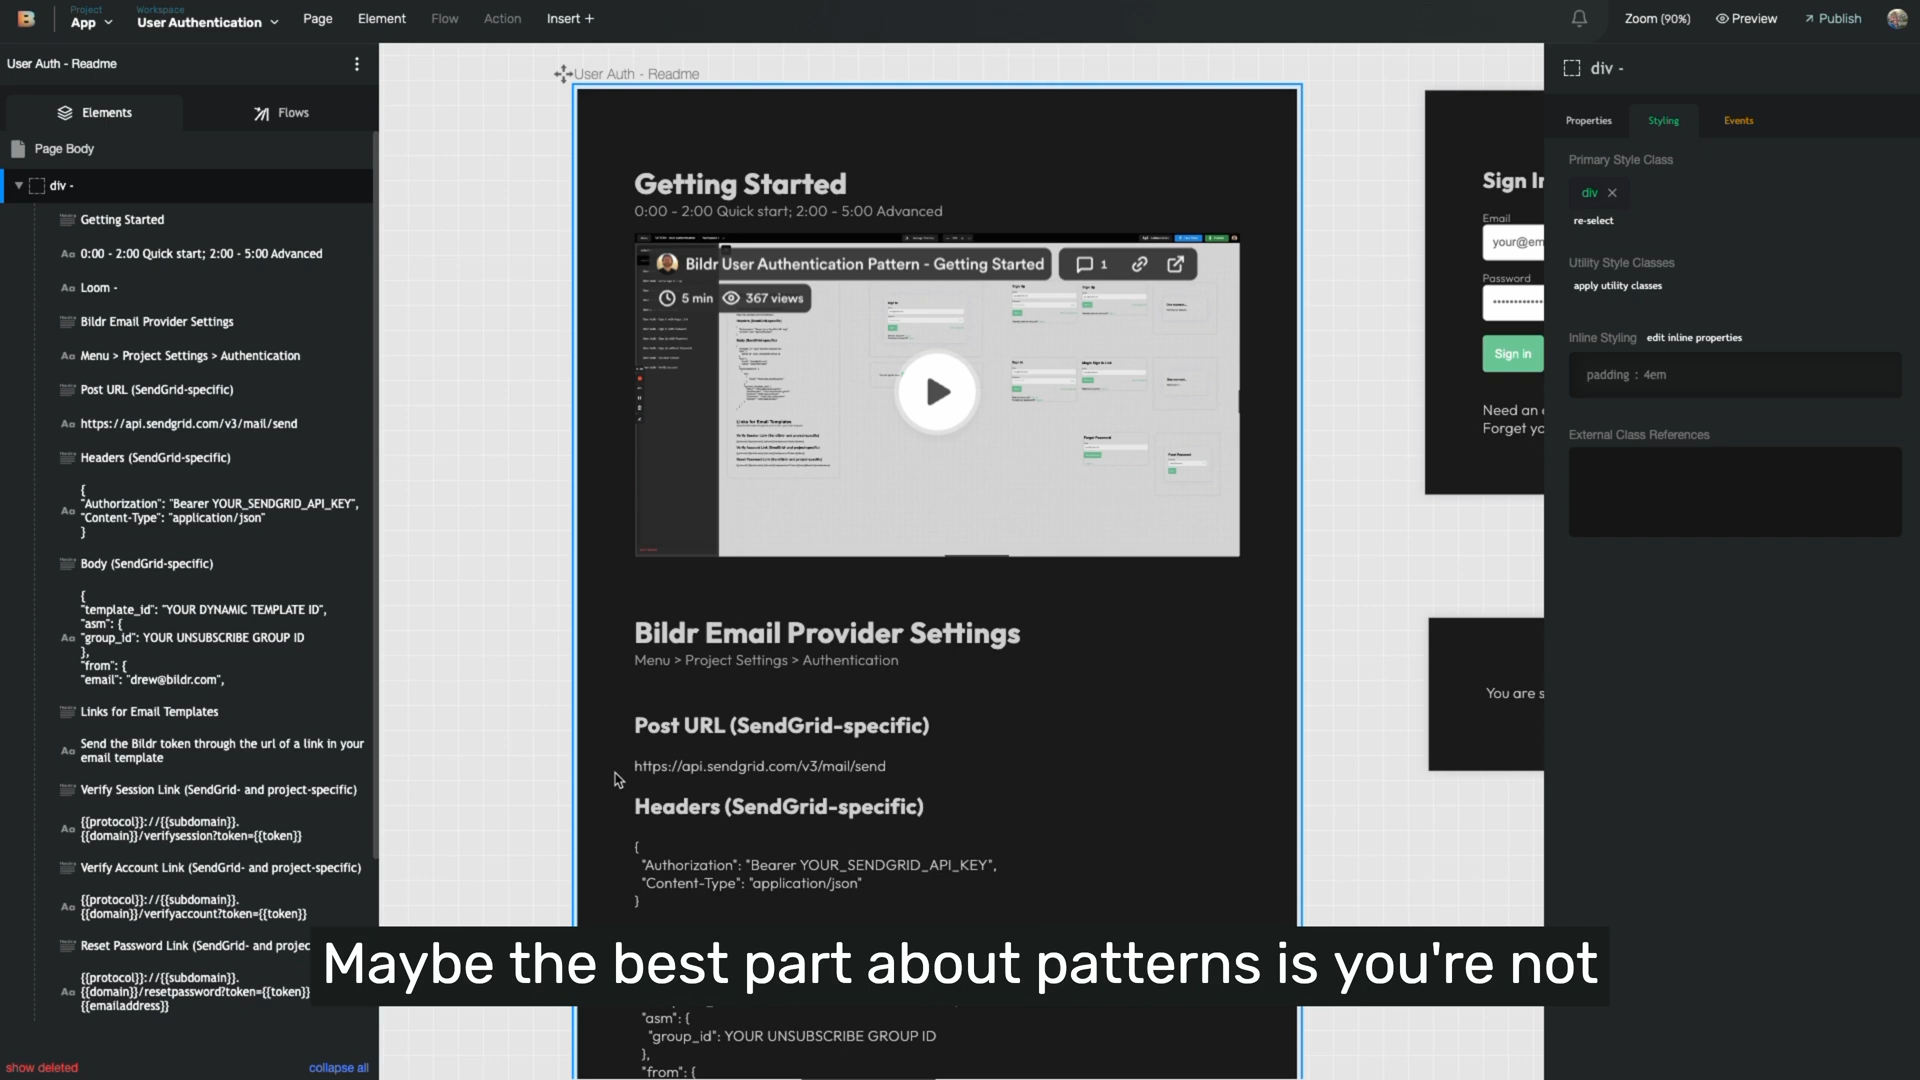 Project
App
Workspace
User Authentication
Page
Element
Flow
Action
Insert +
Zoom (90%)
Preview
Publish
User Auth - Readme
Elements
Flows
Page Body
div -
Getting Started
0:00 - 2:00 Quick start; 2:00 - 5:00 Advanced
Loom -
Bildr Email Provider Settings
Menu > Project Settings > Authentication
Post URL (SendGrid-specific)
https://api.sendgrid.com/v3/mail/send
Headers (SendGrid-specific)
{
"Authorization": "Bearer YOUR_SENDGRID_API_KEY",
"Content-Type": "application/json"
}
Body (SendGrid-specific)
{
"template_id": "YOUR DYNAMIC TEMPLATE ID",
"asm": {
"group_id": YOUR UNSUBSCRIBE GROUP ID
},
"from": {
"email": "drew@bildr.com",
Links for Email Templates
Send the Bildr token through the url of a link in your
email template
Verify Session Link (SendGrid- and project-specific)
{{protocol}}://{{subdomain}}.
{{domain}}/verifysession?token={{token}}
Verify Account Link (SendGrid- and project-specific)
{{protocol}}://{{subdomain}}.
{{domain}}/verifyaccount?token={{token}}
Reset Password Link (SendGrid- and projec
{{protocol}}://{{subdomain}}.
{{domain}}/resetpassword?token={{token}}
{{emailaddress}}
show deleted
collapse all
User Auth - Readme
Getting Started
0:00 - 2:00 Quick start; 2:00 - 5:00 Advanced
Bildr User Authentication Pattern - Getting Started
1
5 min
367 views
Bildr Email Provider Settings
Menu > Project Settings > Authentication
Post URL (SendGrid-specific)
https://api.sendgrid.com/v3/mail/send
Headers (SendGrid-specific)
{
"Authorization": "Bearer YOUR_SENDGRID_API_KEY",
"Content-Type": "application/json"
}
"asm": {
"group_id": YOUR UNSUBSCRIBE GROUP ID
},
"from": {
Sign In
Email
your@em
Password
Sign in
Need an
Forget yo
You are s
div -
Properties
Styling
Events
Primary Style Class
div
re-select
Utility Style Classes
apply utility classes
Inline Styling
edit inline properties
padding : 4em
External Class References
Maybe the best part about patterns is you're not